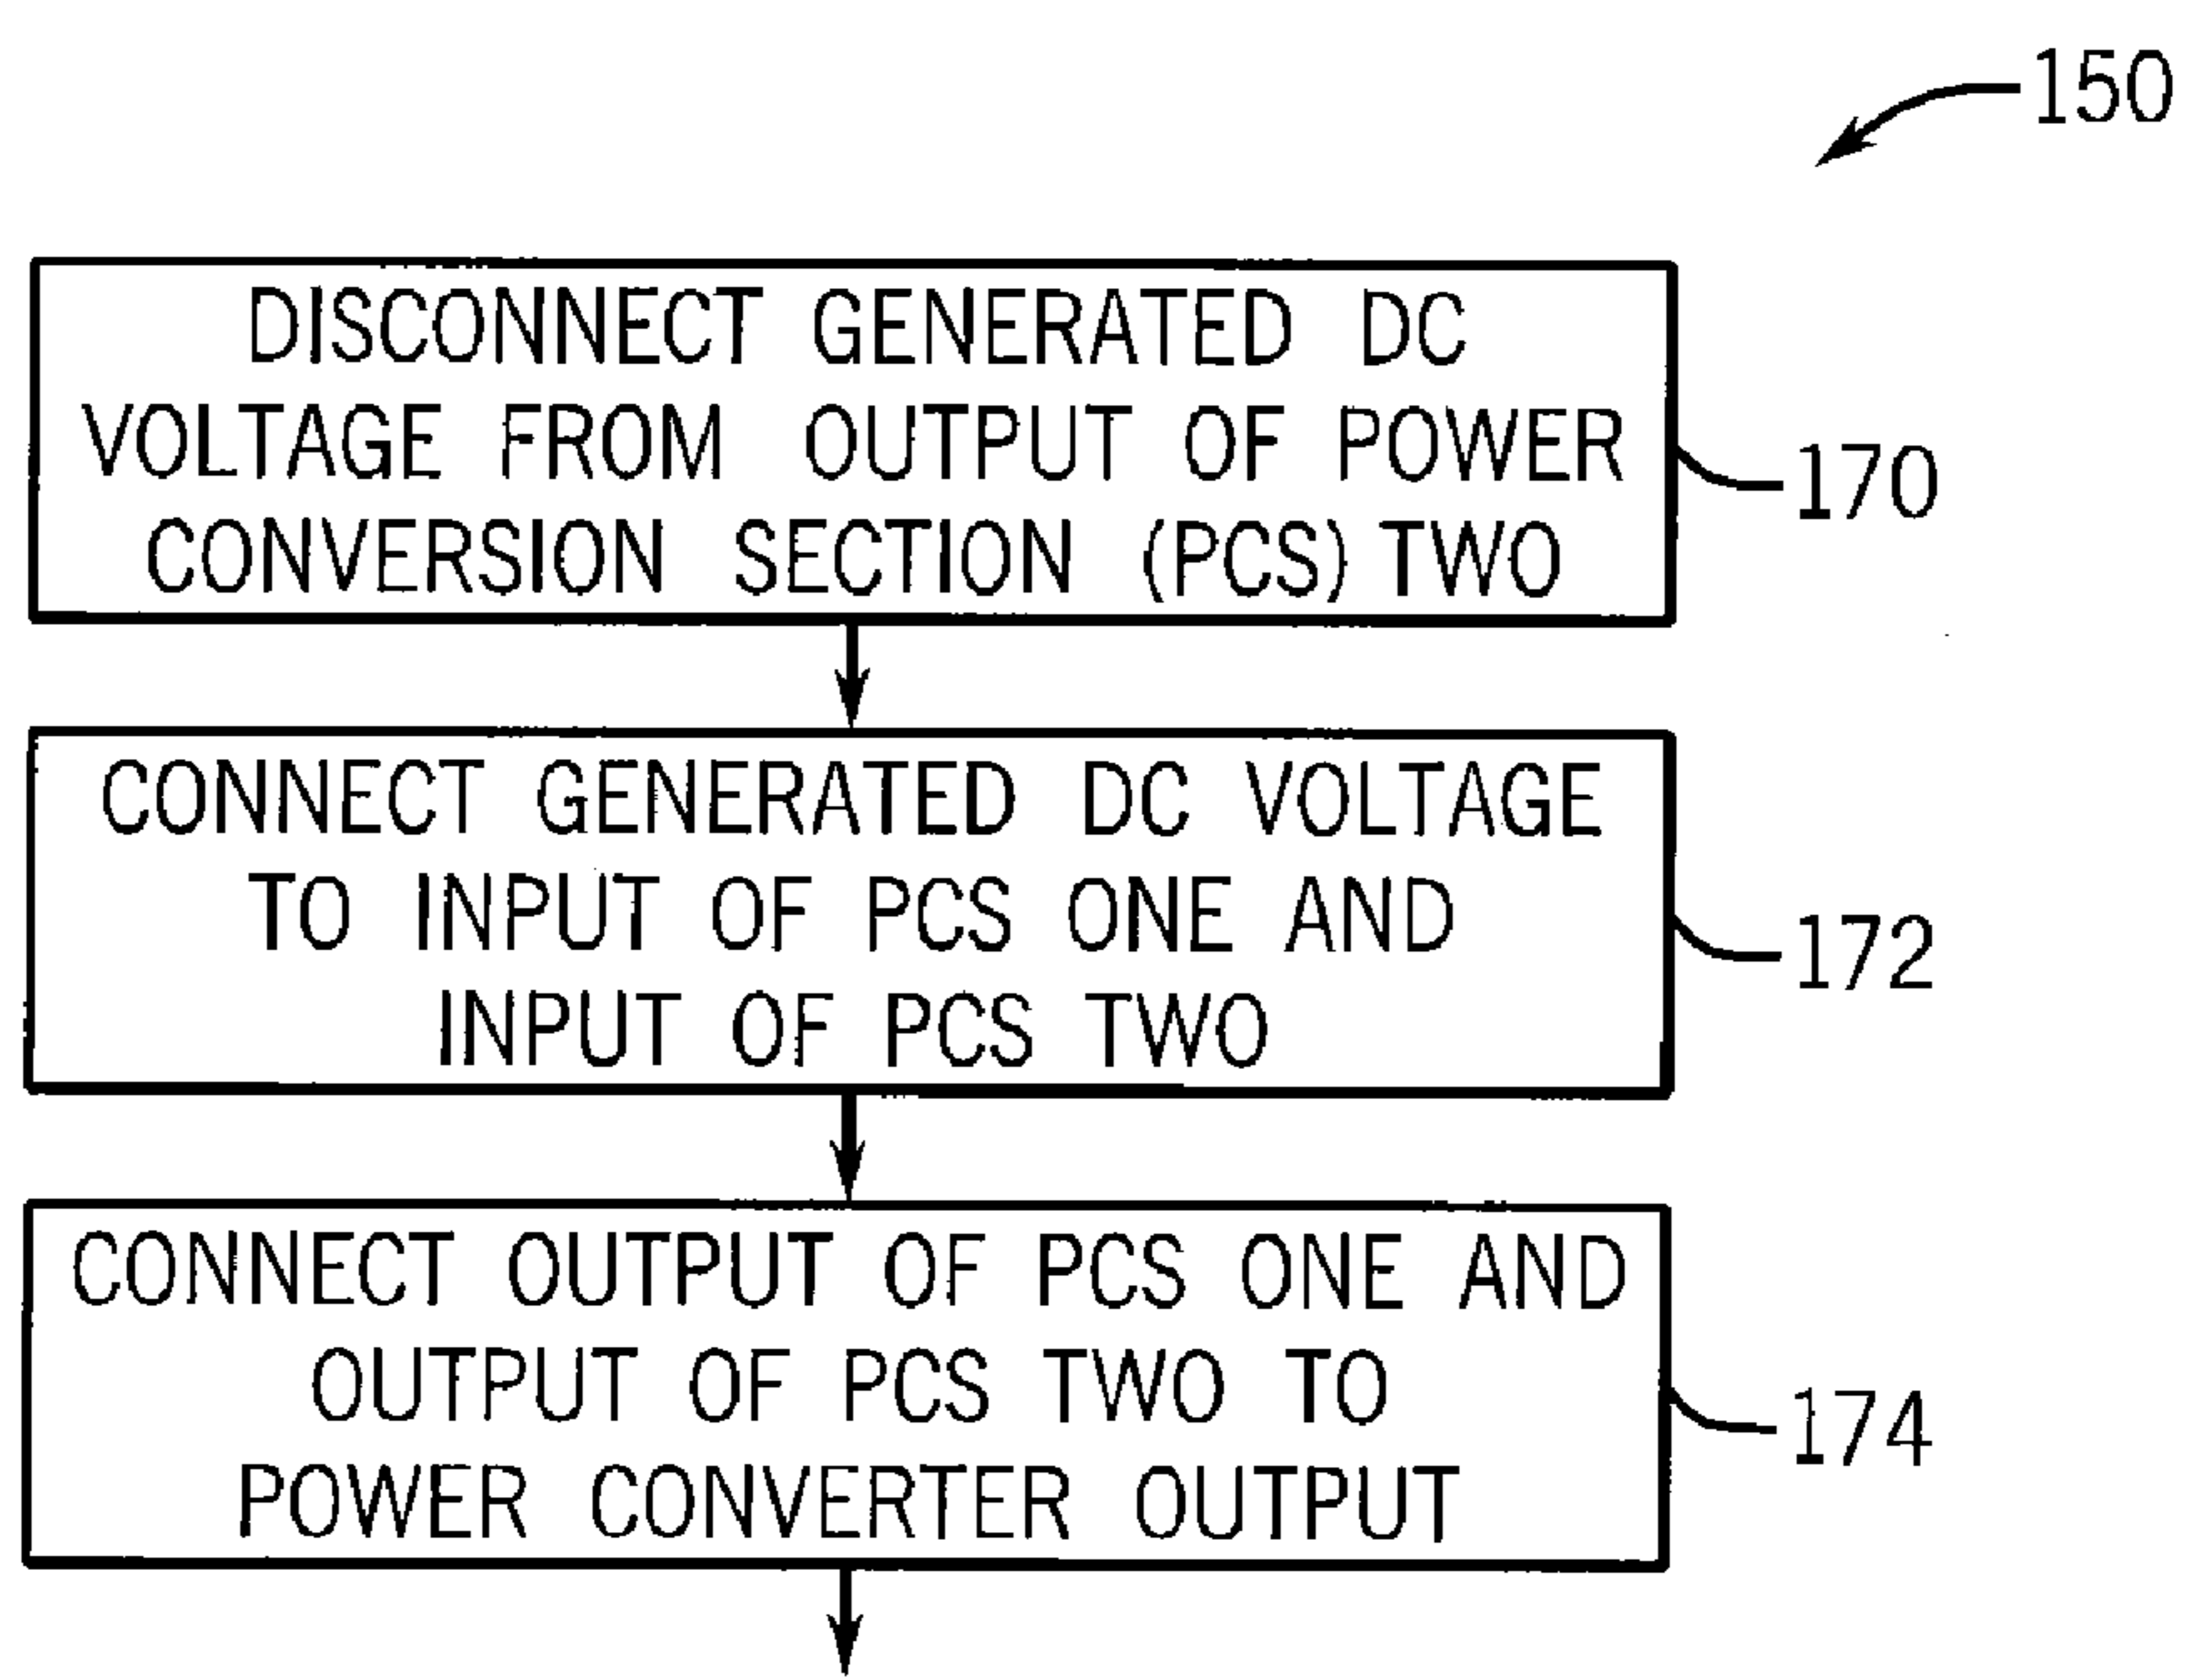 150
DISCONNECT GENERATED DC
VOLTAGE FROM OUTPUT OF POWER
CONVERSION SECTION (PCS) TWO
170
CONNECT GENERATED DC VOLTAGE
TO INPUT OF PCS ONE AND
INPUT OF PCS TWO
172
CONNECT OUTPUT OF PCS ONE AND
OUTPUT OF PCS TWO TO
POWER CONVERTER OUTPUT
174